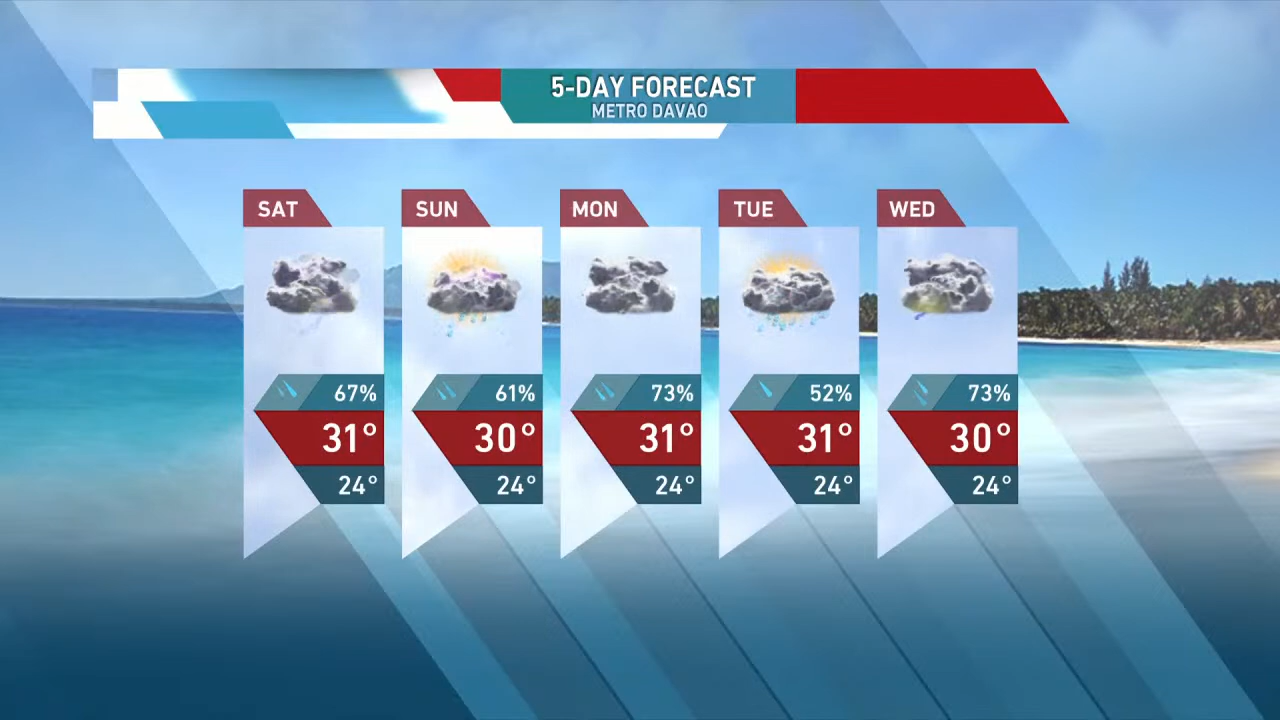 5-DAY FORECAST
METRO DAVAO
SAT
SUN
MON
TUE
WED
67%
61%
73%
52%
73%
31°
30°
31°
31°
30°
24°
24°
24°
24°
24°